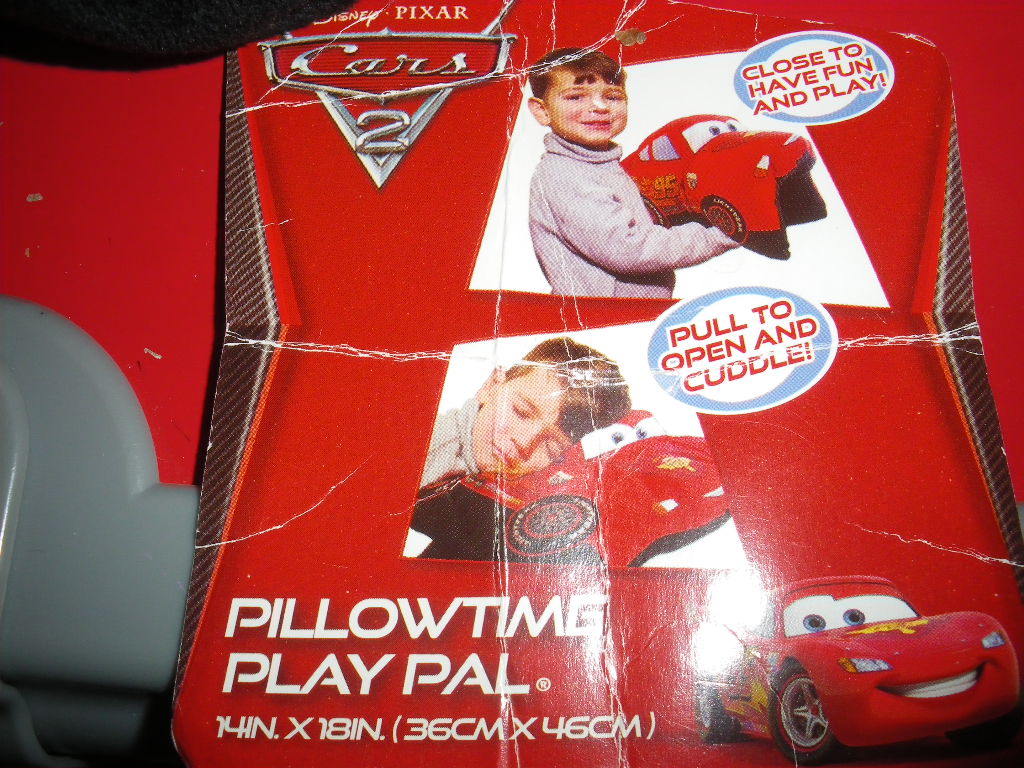 DISNEY · PIXAR
Cars
2
CLOSE TO
HAVE FUN
AND PLAY!
95
PULL TO
OPEN AND
CUDDLE!
PILLOWTIME
PLAY PAL®
14IN. X 18IN. (36CM X 46CM)